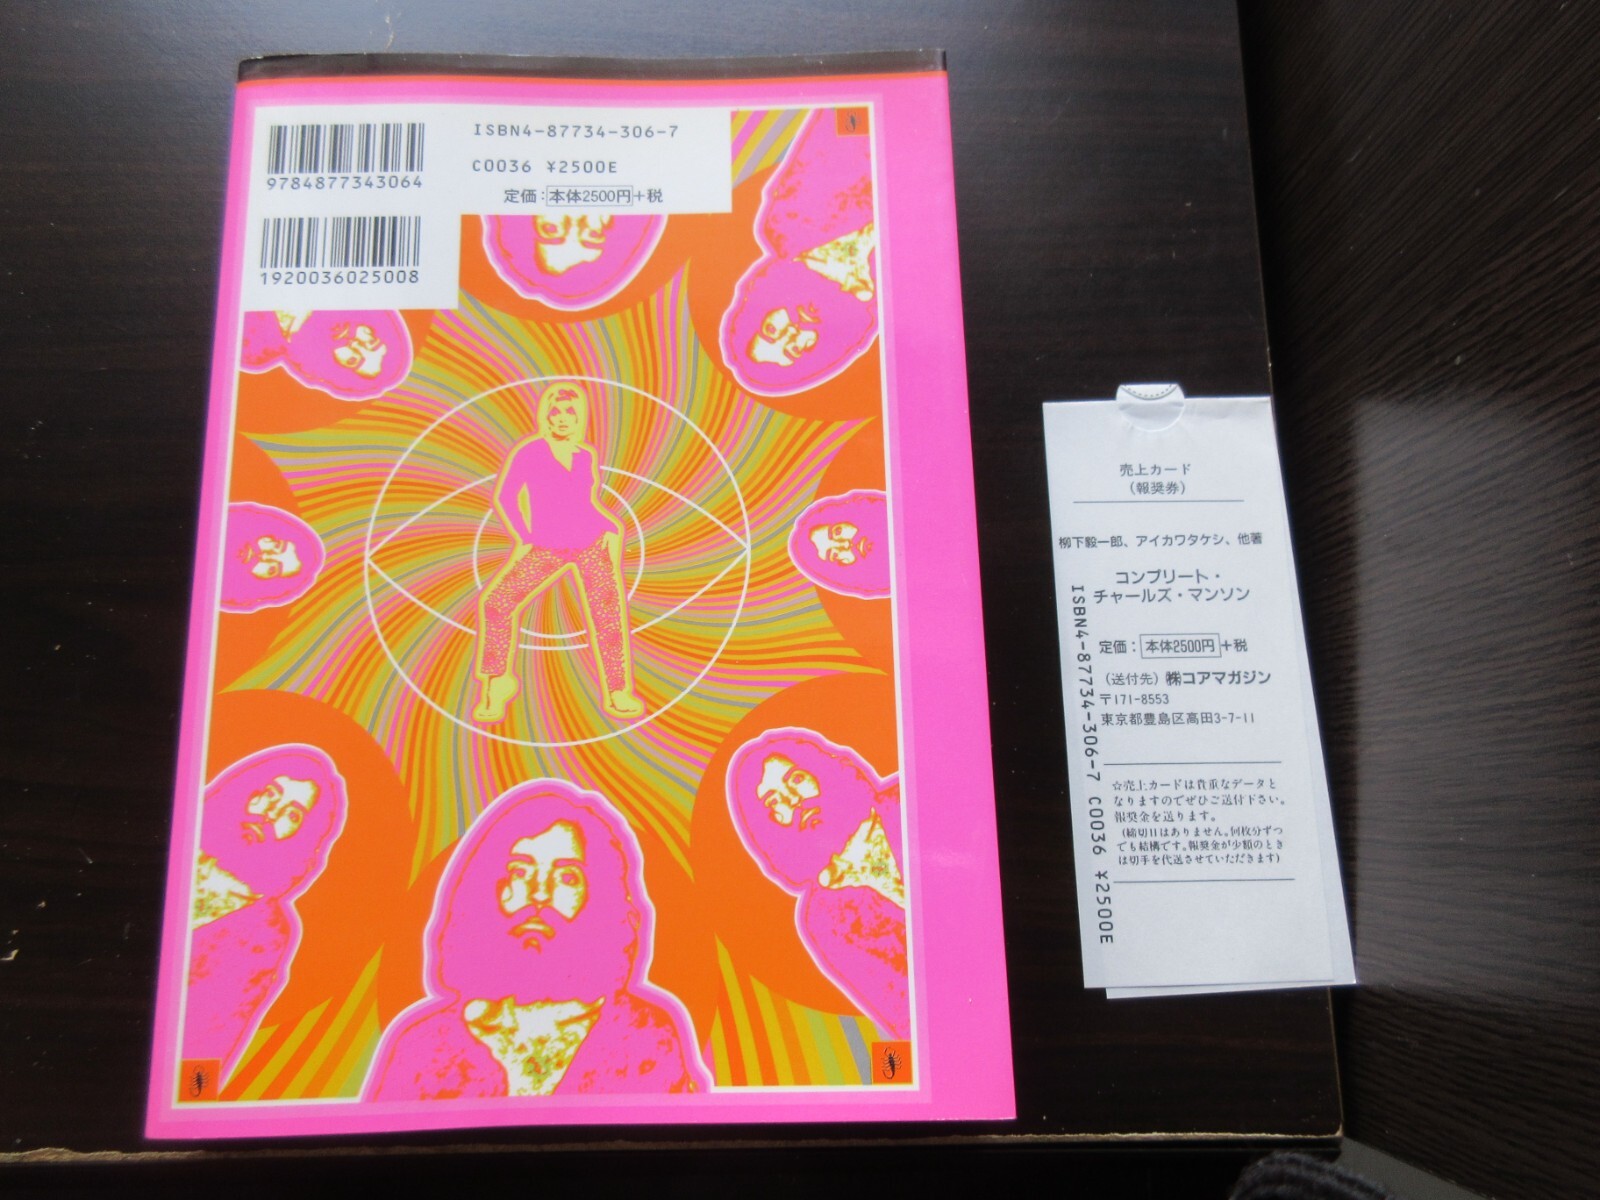 ISBN4-87734-306-7
C0036 ¥2500E
定価：本体2500円＋税
9784877343064
1920036025008
売上カード
（報奨券）
柳下毅一郎、アイカワタケシ、他著
コンプリート・
チャールズ・マンソン
定価：本体2500円＋税
（送付先）㈱コアマガジン
〒171-8553
東京都豊島区高田3-7-11
☆売上カードは貴重なデータと
なりますのでぜひご送付下さい。
報奨金を送ります。
（締切日はありません。何枚分ずつ
でも結構です。報奨金が少額のとき
は切手を代送させていただきます）
ISBN4-87734-306-7 C0036 ¥2500E